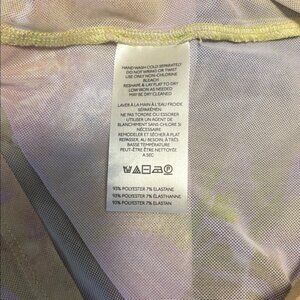 HAND WASH COLD SEPARATELY
DO NOT WRING OR TWIST
USE ONLY NON-CHLORINE
BLEACH
RESHAPE & LAY FLAT TO DRY
LOW IRON AS NEEDED
MAY BE DRY CLEANED
LAVER À LA MAIN À L'EAU FROIDE
SÉPARÉMEN.
NE PAS TORDRE OU ESSORER
UTILISER UN AGENT DE
BLANCHIMENT SANS CHLORE SI
NÉCESSAIRE
REMODELER ET SÉCHER À PLAT
REPASSER, AU BESOIN, À TRÈS
BASSE TEMPÉRATURE
PEUT-ÊTRE ÊTRE NETTOYÉE
A SEC
93% POLYESTER 7% ELASTANE
93% POLYESTER 7% ÉLASTHANNE
93% POLYESTER 7% ELASTAN